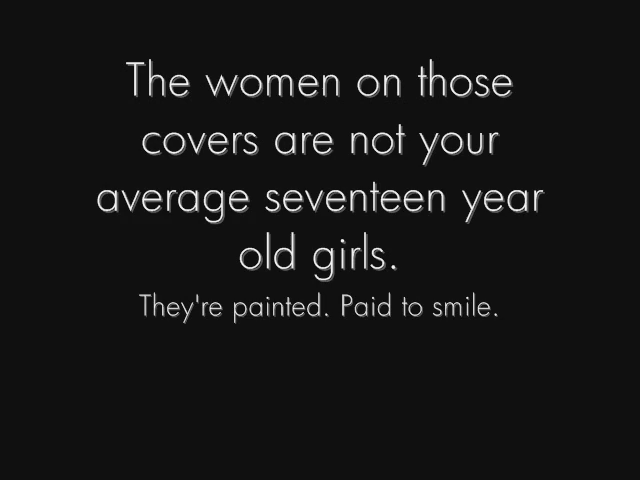 The women on those
covers are not your
average seventeen year
old girls.
They're painted. Paid to smile.